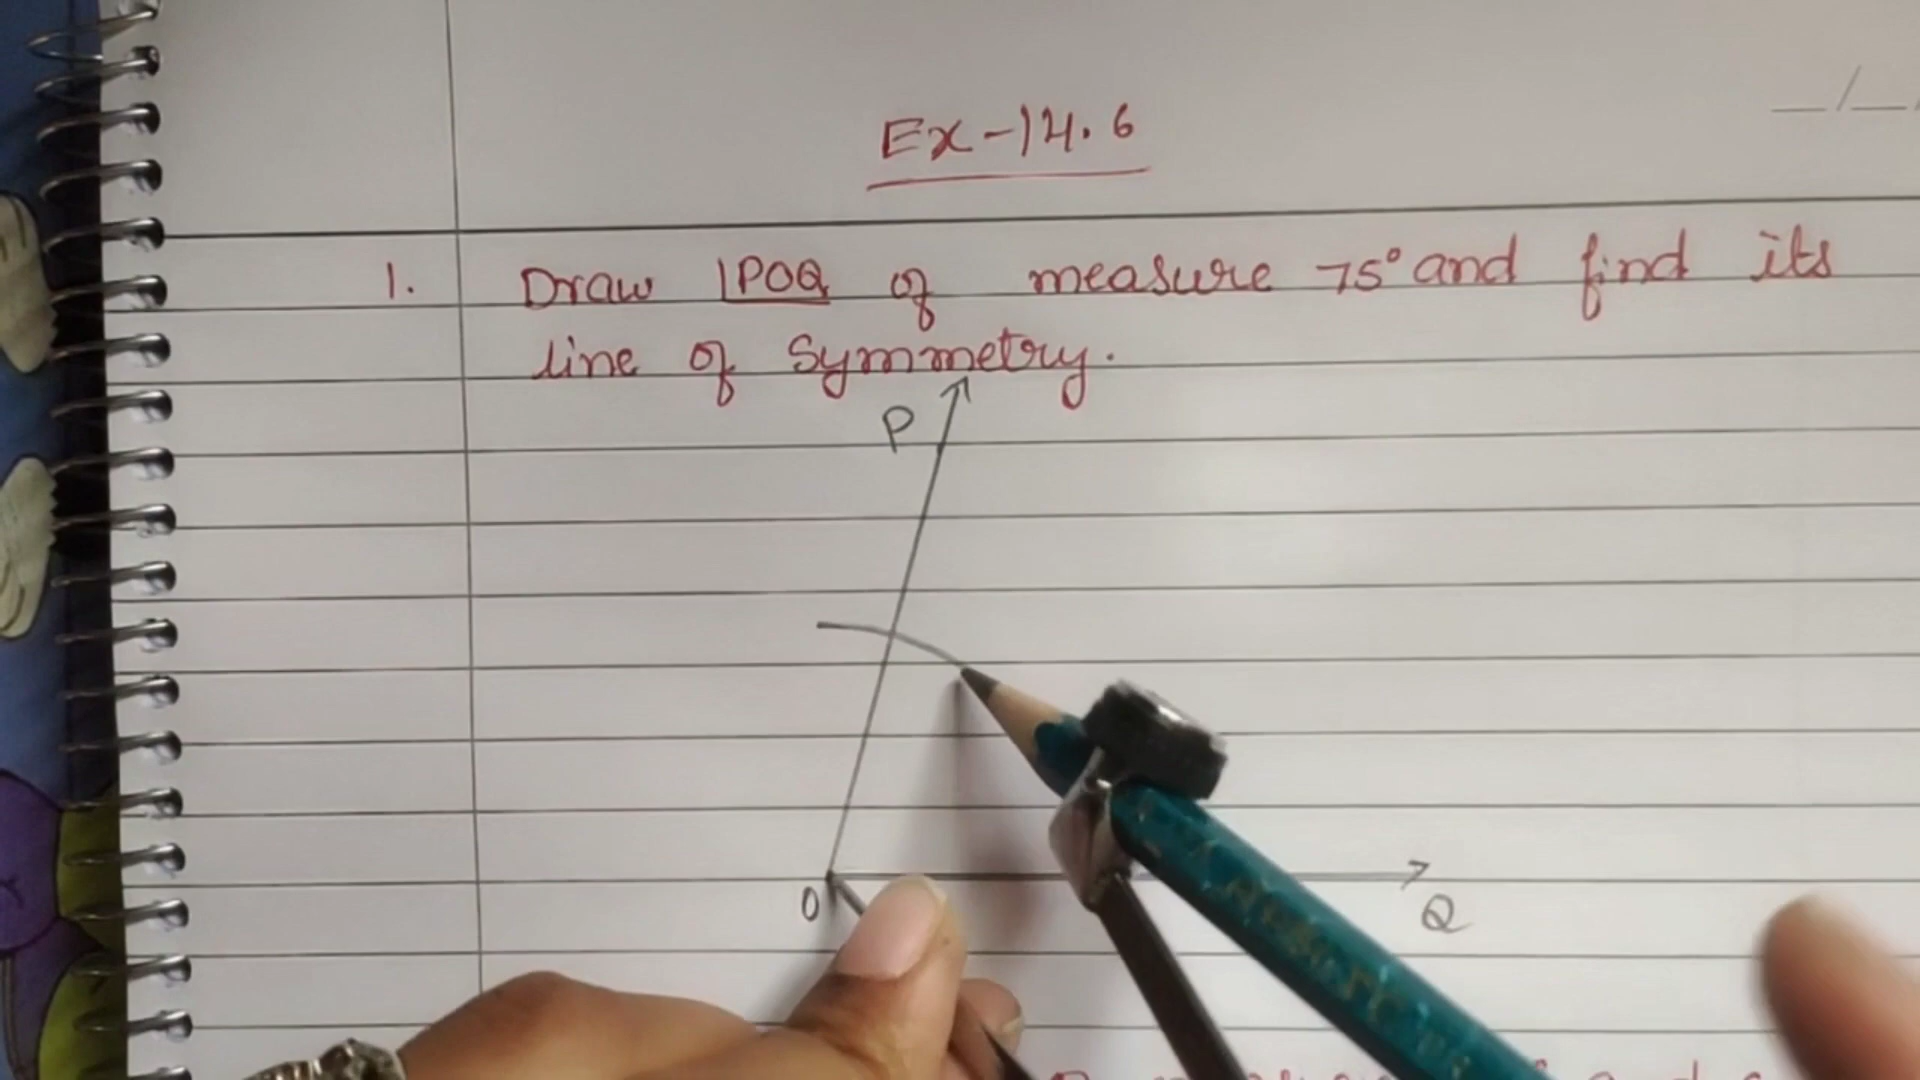 Ex-14.6
1. Draw ∠POQ of measure 75° and find its
line of Symmetry.
P
O
Q